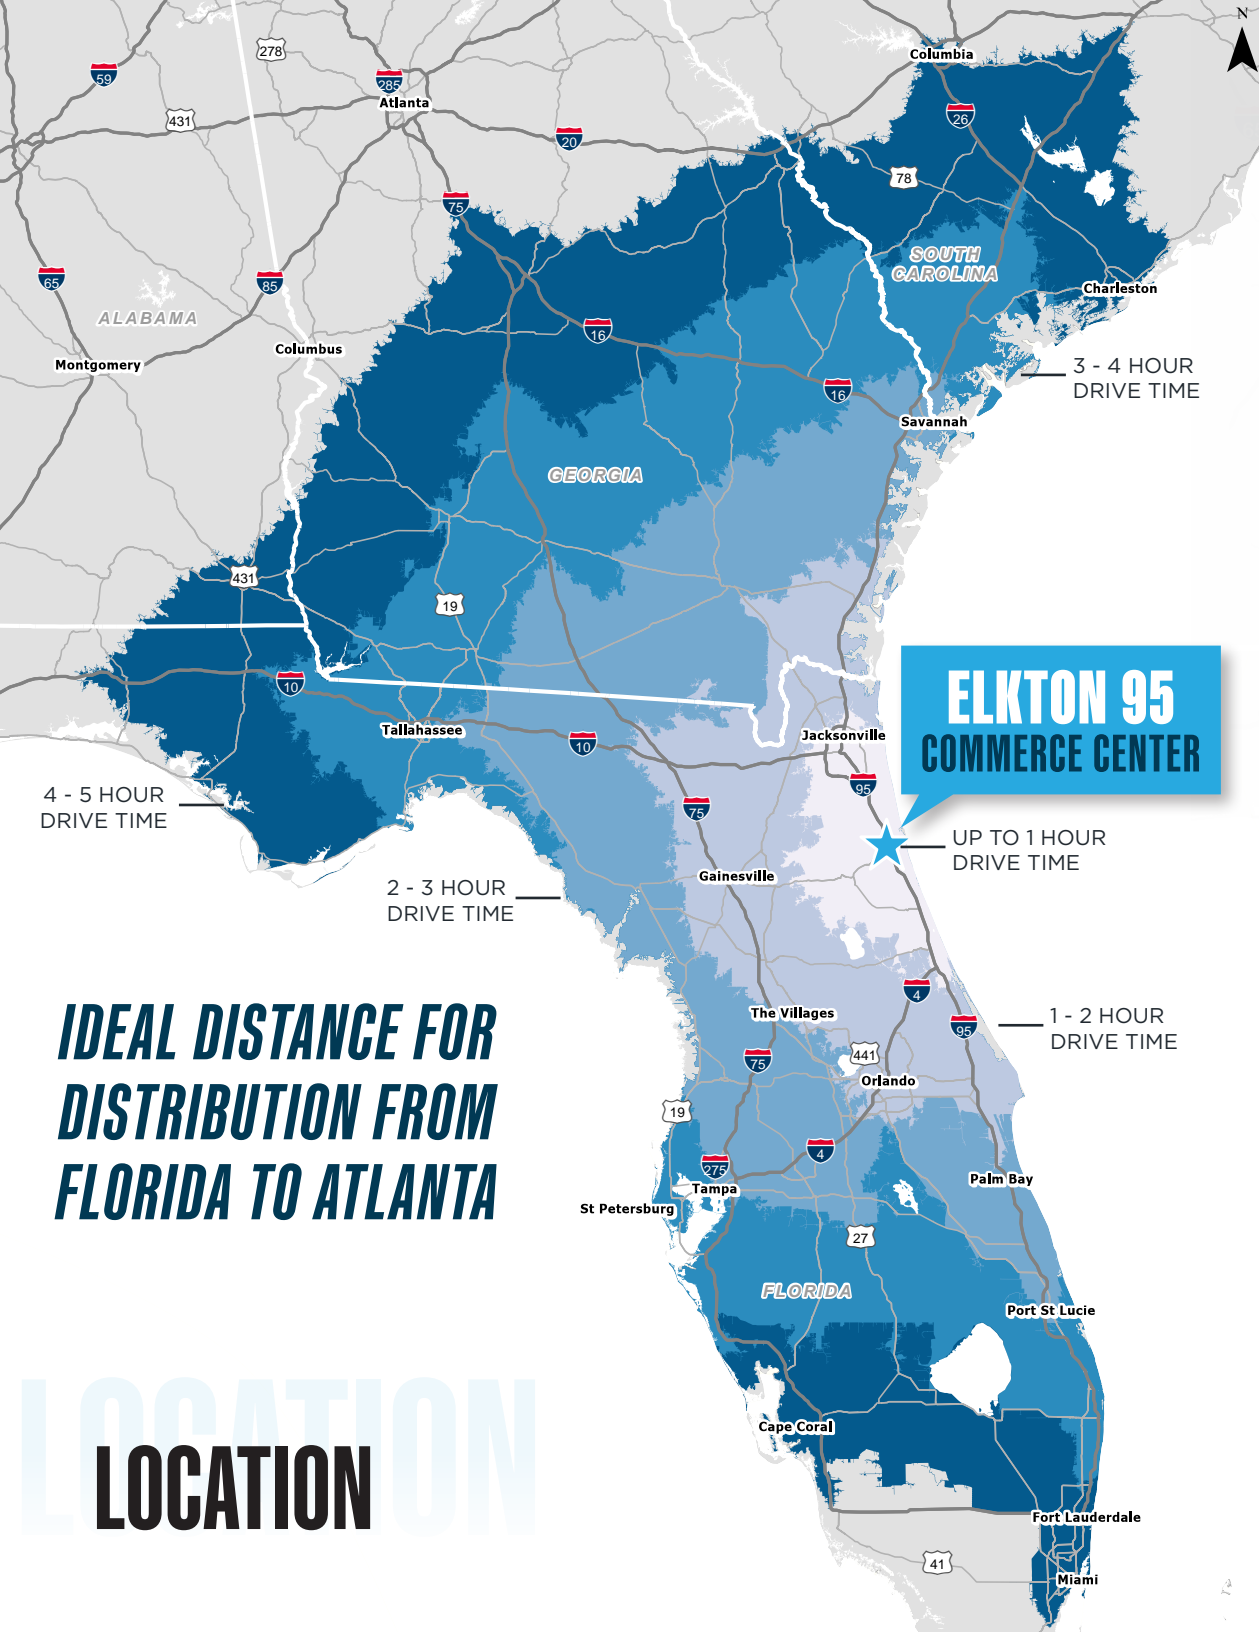 N
Columbia
278
59
285
Atlanta
431
26
20
78
75
SOUTH
CAROLINA
65
85
Charleston
ALABAMA
16
Columbus
Montgomery
3 - 4 HOUR
DRIVE TIME
16
Savannah
GEORGIA
431
19
10
ELKTON 95
COMMERCE CENTER
Tallahassee
10
Jacksonville
95
4 - 5 HOUR
DRIVE TIME
75
UP TO 1 HOUR
DRIVE TIME
Gainesville
2 - 3 HOUR
DRIVE TIME
4
IDEAL DISTANCE FOR
DISTRIBUTION FROM
FLORIDA TO ATLANTA
The Villages
95
1 - 2 HOUR
DRIVE TIME
75
441
Orlando
19
4
275
Tampa
Palm Bay
St Petersburg
27
FLORIDA
Port St Lucie
Cape Coral
LOCATION
LOCATION
Fort Lauderdale
41
Miami